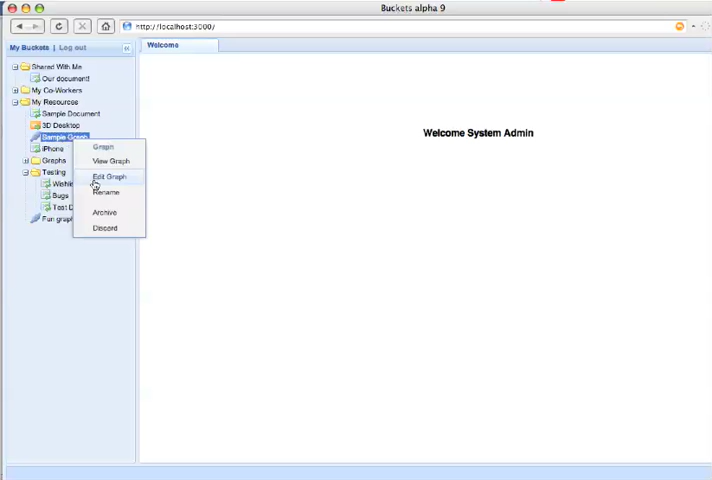 Buckets alpha 9
http://localhost:3000/
My Buckets | Log out
Welcome
Shared With Me
Our document!
My Co-Workers
My Resources
Sample Document
3D Desktop
Sample Graph
iPhone
Graphs
Testing
Bugs
Fun
Graph
View Graph
Edit Graph
Rename
Archive
Discard
Welcome System Admin